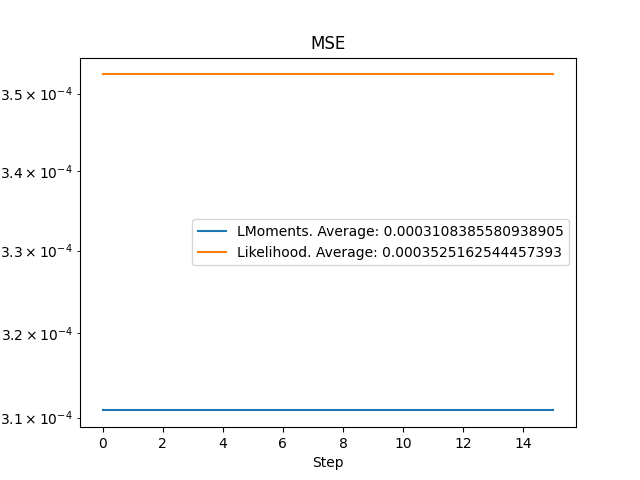 MSE
3.5 × 10⁻⁴
3.4 × 10⁻⁴
3.3 × 10⁻⁴
3.2 × 10⁻⁴
3.1 × 10⁻⁴
LMoments. Average: 0.0003108385580938905
Likelihood. Average: 0.0003525162544457393
0 2 4 6 8 10 12 14
Step